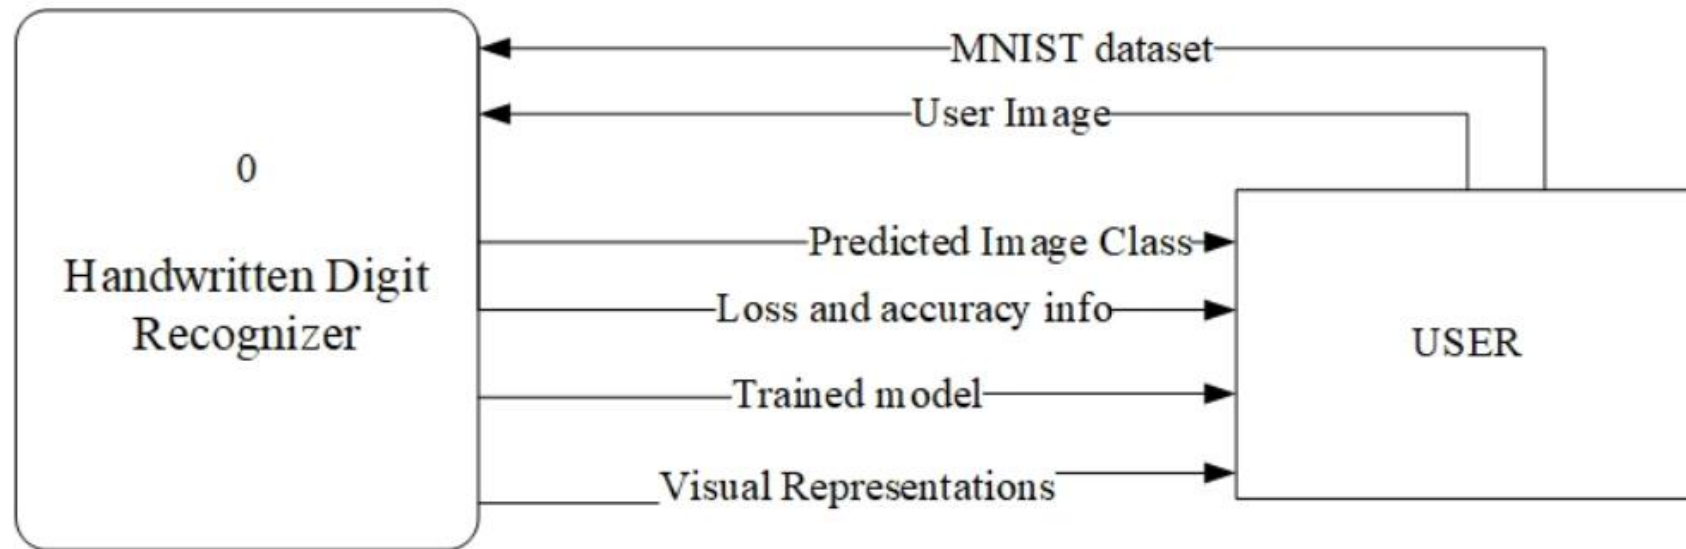 MNIST dataset
User Image
0
Handwritten Digit
Recognizer
Predicted Image Class
Loss and accuracy info
Trained model
Visual Representations
USER